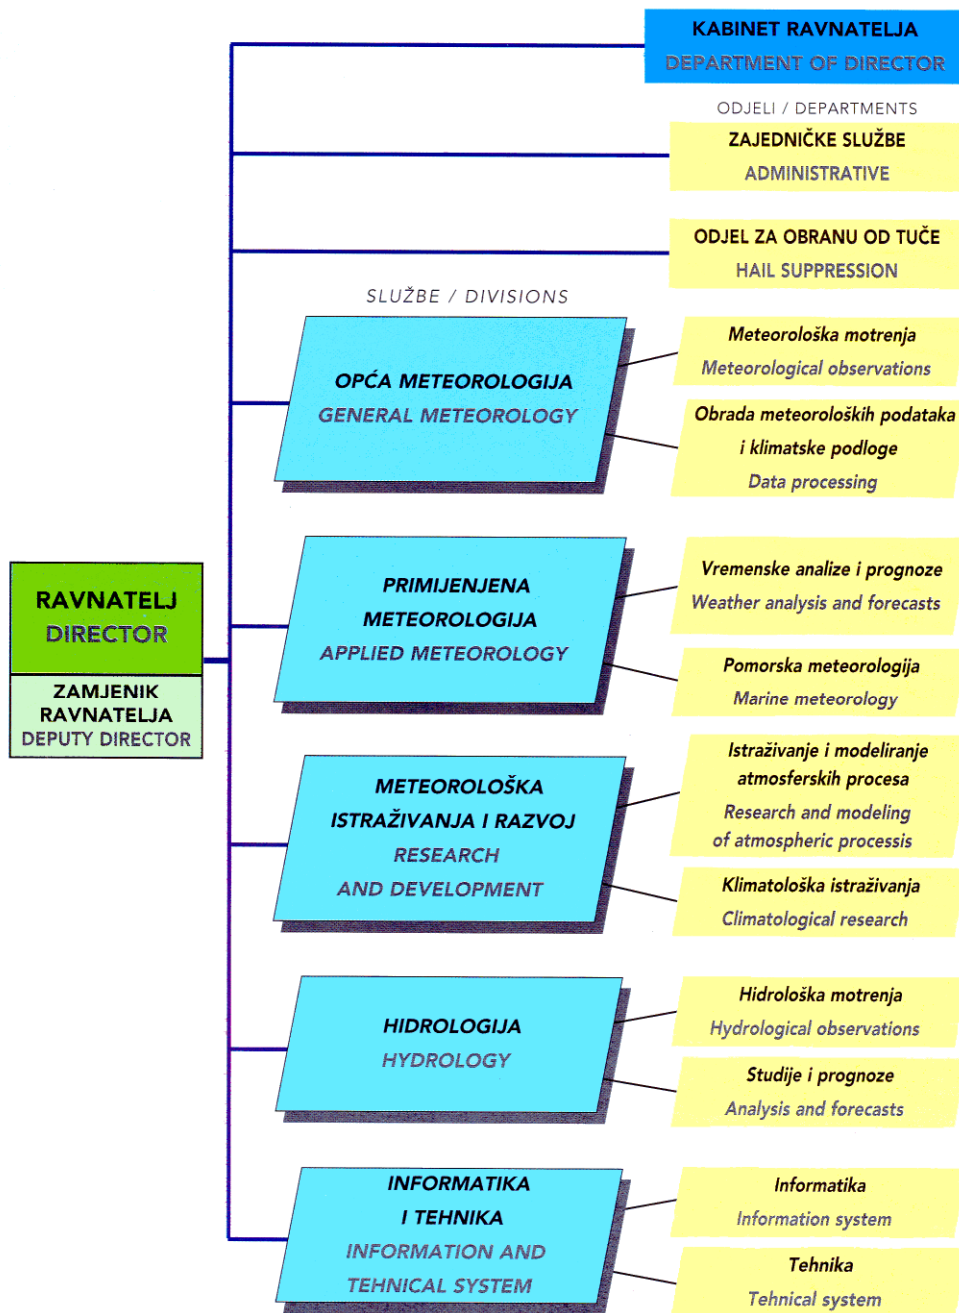 KABINET RAVNATELJA
DEPARTMENT OF DIRECTOR
ODJELI / DEPARTMENTS
ZAJEDNIČKE SLUŽBE
ADMINISTRATIVE
ODJEL ZA OBRANU OD TUČE
HAIL SUPPRESSION
SLUŽBE / DIVISIONS
OPĆA METEOROLOGIJA
GENERAL METEOROLOGY
Meteorološka motrenja
Meteorological observations
Obrada meteoroloških podataka
i klimatske podloge
Data processing
RAVNATELJ
DIRECTOR
ZAMJENIK
RAVNATELJA
DEPUTY DIRECTOR
PRIMIJENJENA
METEOROLOGIJA
APPLIED METEOROLOGY
Vremenske analize i prognoze
Weather analysis and forecasts
Pomorska meteorologija
Marine meteorology
METEOROLOŠKA
ISTRAŽIVANJA I RAZVOJ
RESEARCH
AND DEVELOPMENT
Istraživanje i modeliranje
atmosferskih procesa
Research and modeling
of atmospheric processis
Klimatološka istraživanja
Climatological research
HIDROLOGIJA
HYDROLOGY
Hidrološka motrenja
Hydrological observations
Studije i prognoze
Analysis and forecasts
INFORMATIKA
I TEHNIKA
INFORMATION AND
TEHNICAL SYSTEM
Informatika
Information system
Tehnika
Tehnical system